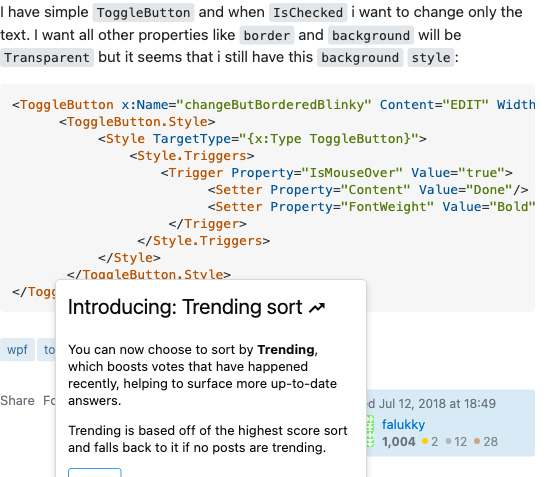 I have simple ToggleButton and when IsChecked i want to change only the
text. I want all other properties like border and background will be
Transparent but it seems that i still have this background style :
<ToggleButton x:Name="changeButBorderedBlinky" Content="EDIT" Width
<ToggleButton.Style>
<Style TargetType="{x:Type ToggleButton}">
<Style.Triggers>
<Trigger Property="IsMouseOver" Value="true">
<Setter Property="Content" Value="Done"/>
<Setter Property="FontWeight" Value="Bold"
</Trigger>
</Style.Triggers>
</Style>
</ToggleButton.Style>
</Togg
Introducing: Trending sort
wpf to
You can now choose to sort by Trending,
which boosts votes that have happened
recently, helping to surface more up-to-date
answers.
Share Fo
ed Jul 12, 2018 at 18:49
falukky
1,004 2 12 28
Trending is based off of the highest score sort
and falls back to it if no posts are trending.